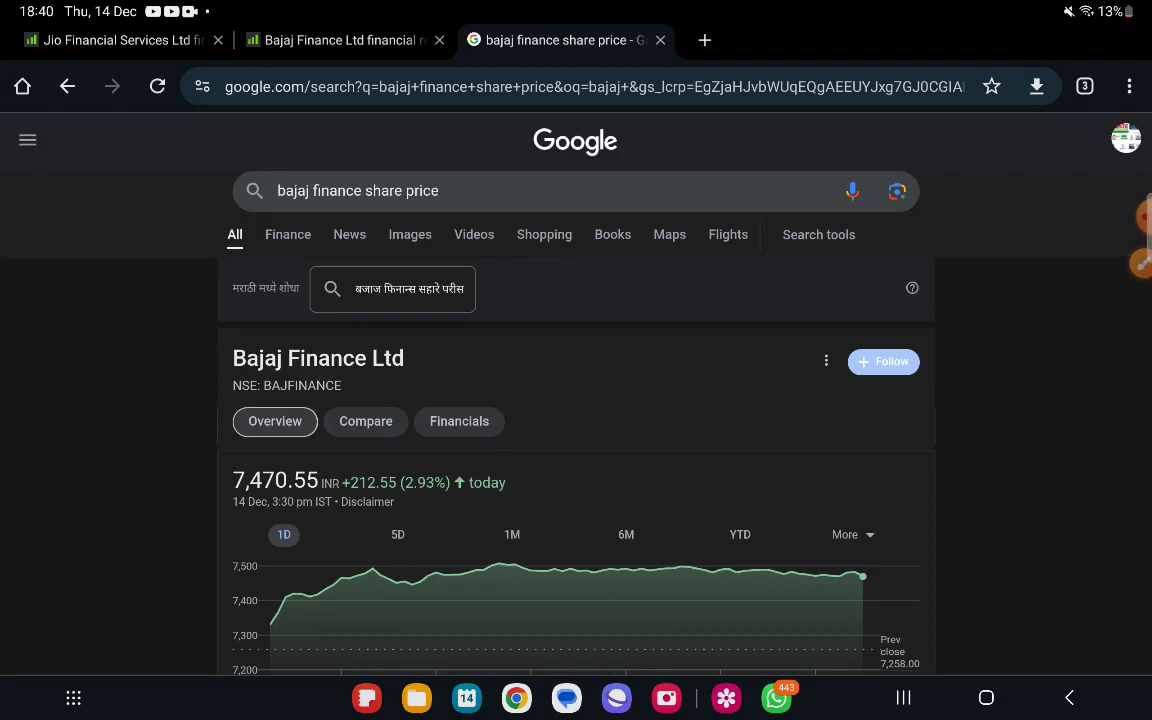 18:40 Thu, 14 Dec
13%
Jio Financial Services Ltd fir
Bajaj Finance Ltd financial r
bajaj finance share price - G
google.com/search?q=bajaj+finance+share+price&oq=bajaj+&gs_lcrp=EgZjaHJvbWUqEQgAEEUYJxg7GJ0CGIA
3
Google
bajaj finance share price
All Finance News Images Videos Shopping Books Maps Flights Search tools
मराठी मध्ये शोधा
बजाज फिनान्स सहारे परीस
Bajaj Finance Ltd
Follow
NSE: BAJFINANCE
Overview Compare Financials
7,470.55 INR +212.55 (2.93%) ↑ today
14 Dec, 3:30 pm IST • Disclaimer
1D 5D 1M 6M YTD More
7,500
7,400
7,300
Prev
close
7,258.00
7,200
14
443